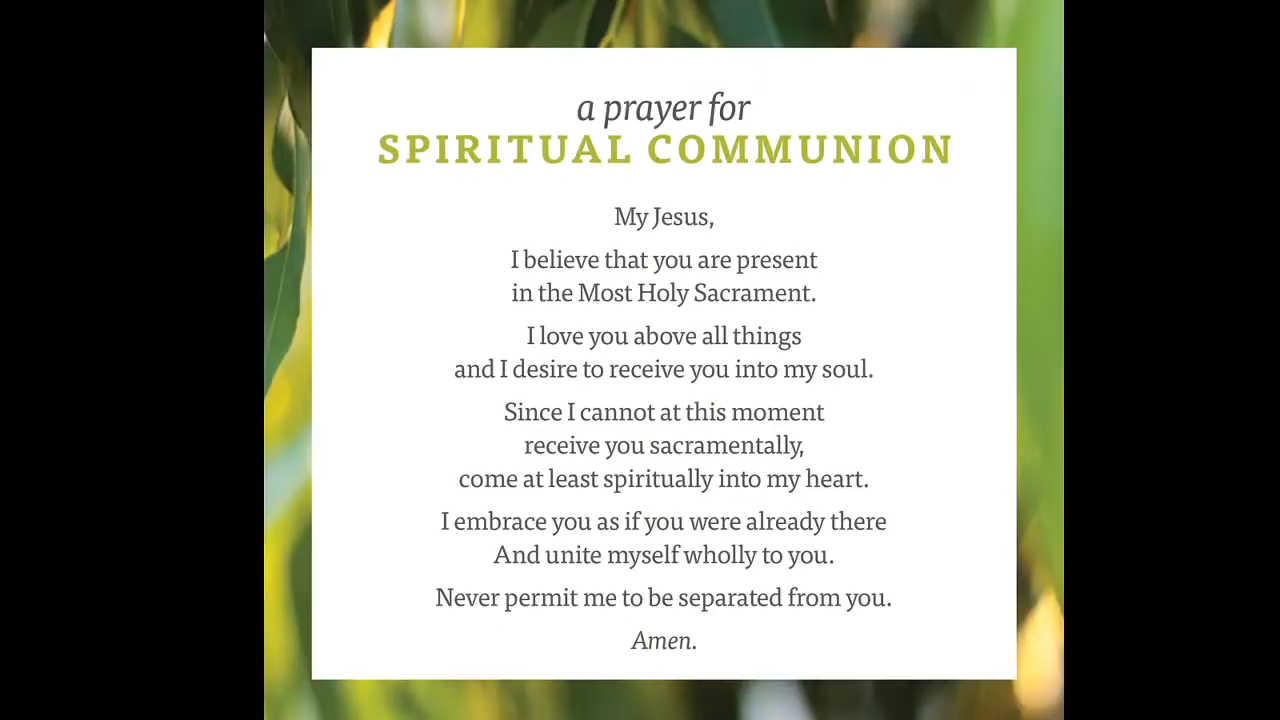 a prayer for
SPIRITUAL COMMUNION
My Jesus,
I believe that you are present
in the Most Holy Sacrament.
I love you above all things
and I desire to receive you into my soul.
Since I cannot at this moment
receive you sacramentally,
come at least spiritually into my heart.
I embrace you as if you were already there
And unite myself wholly to you.
Never permit me to be separated from you.
Amen.